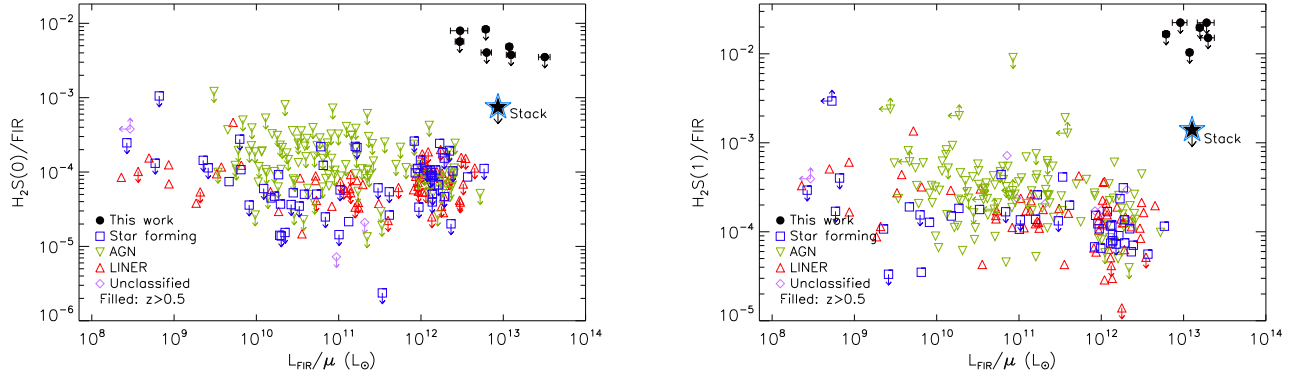 10⁻²
10⁻³
10⁻⁴
10⁻⁵
10⁻⁶
H₂S(0)/FIR
Stack
This work
Star forming
AGN
LINER
Unclassified
Filled: z>0.5
10⁸ 10⁹ 10¹⁰ 10¹¹ 10¹² 10¹³ 10¹⁴
L_FIR/μ (L_⊙)
10⁻²
10⁻³
10⁻⁴
10⁻⁵
H₂S(1)/FIR
Stack
This work
Star forming
AGN
LINER
Unclassified
Filled: z>0.5
10⁸ 10⁹ 10¹⁰ 10¹¹ 10¹² 10¹³ 10¹⁴
L_FIR/μ (L_⊙)